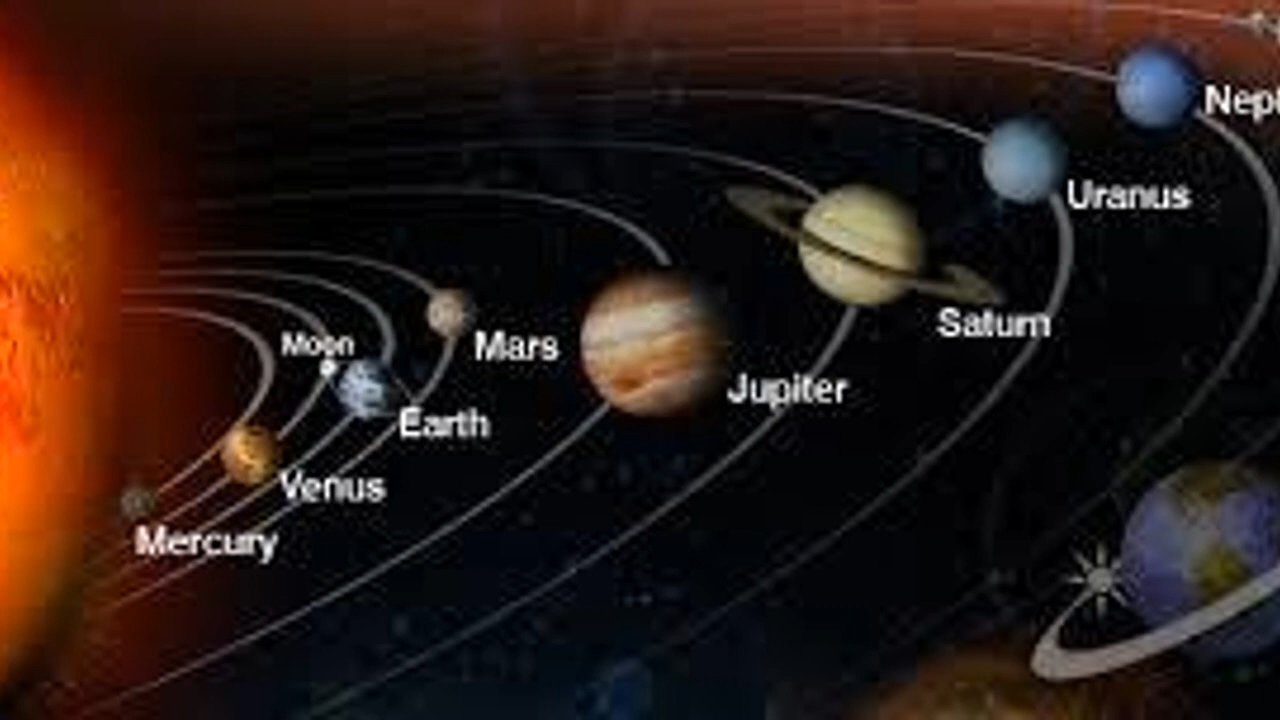 Nept
Uranus
Saturn
Moon
Mars
Jupiter
Earth
Venus
Mercury